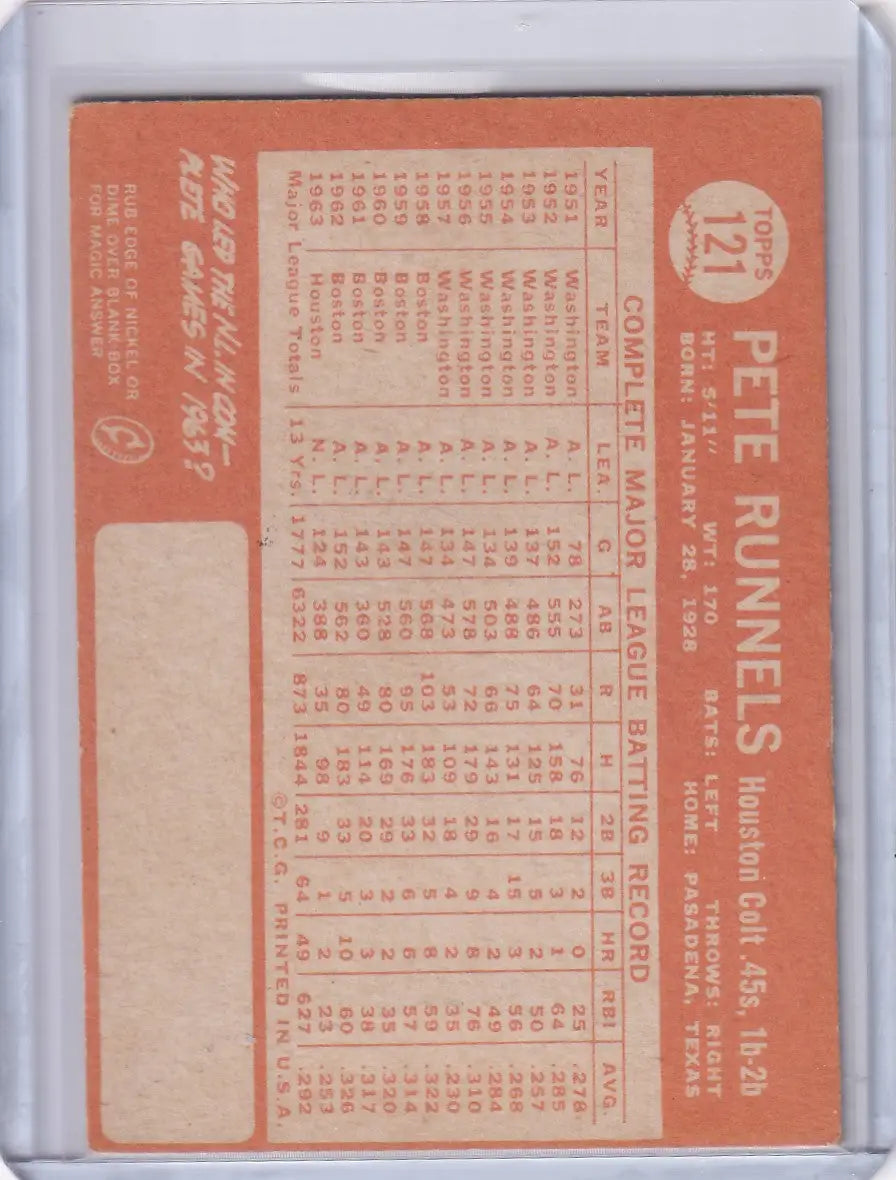 TOPPS
121
PETE RUNNELS Houston Colt .45s, 1b-2b
HT: 5'11" WT: 170 BATS: LEFT THROWS: RIGHT
BORN: JANUARY 28, 1928 HOME: PASADENA, TEXAS
COMPLETE MAJOR LEAGUE BATTING RECORD
YEAR TEAM LEA. G AB R H 2B 3B HR RBI AVG.
1951 Washington A. L. 78 273 31 76 12 2 0 25 .278
1952 Washington A. L. 152 555 70 158 18 3 1 64 .285
1953 Washington A. L. 137 486 64 125 15 5 2 50 .257
1954 Washington A. L. 139 488 75 131 17 15 3 56 .268
1955 Washington A. L. 134 503 66 143 16 4 2 49 .284
1956 Washington A. L. 147 578 72 179 29 9 8 76 .310
1957 Washington A. L. 134 473 53 109 18 4 2 35 .230
1958 Boston A. L. 147 568 103 183 32 5 8 59 .322
1959 Boston A. L. 147 560 95 176 33 6 6 57 .314
1960 Boston A. L. 143 528 80 169 29 2 2 35 .320
1961 Boston A. L. 143 360 49 114 20 3 3 38 .317
1962 Boston A. L. 152 562 80 183 33 5 10 60 .326
1963 Houston N. L. 124 388 35 98 9 1 2 23 .253
Major League Totals 13 Yrs. 1777 6322 873 1844 281 64 49 627 .292
©T.C.G. PRINTED IN U.S.A.
WHO LED THE N.L. IN COM-
PLETE GAMES IN 1963?
RUB EDGE OF NICKEL OR
DIME OVER BLANK BOX
FOR MAGIC ANSWER